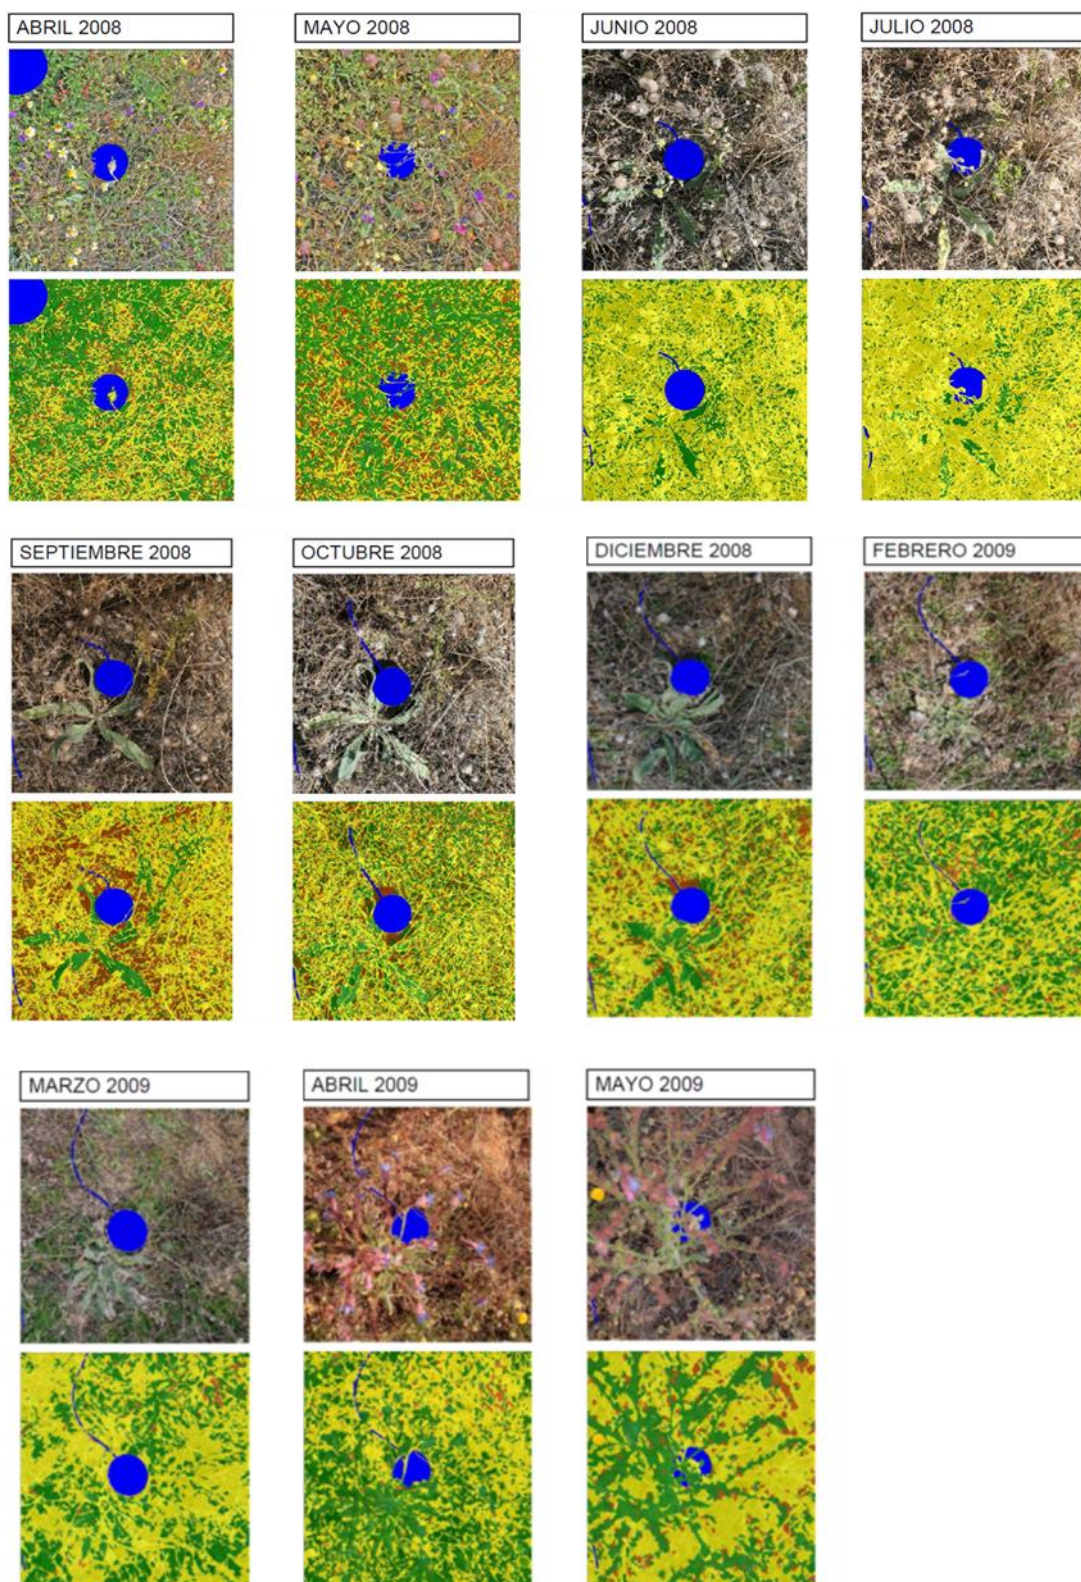 ABRIL 2008
MAYO 2008
JUNIO 2008
JULIO 2008
SEPTIEMBRE 2008
OCTUBRE 2008
DICIEMBRE 2008
FEBRERO 2009
MARZO 2009
ABRIL 2009
MAYO 2009